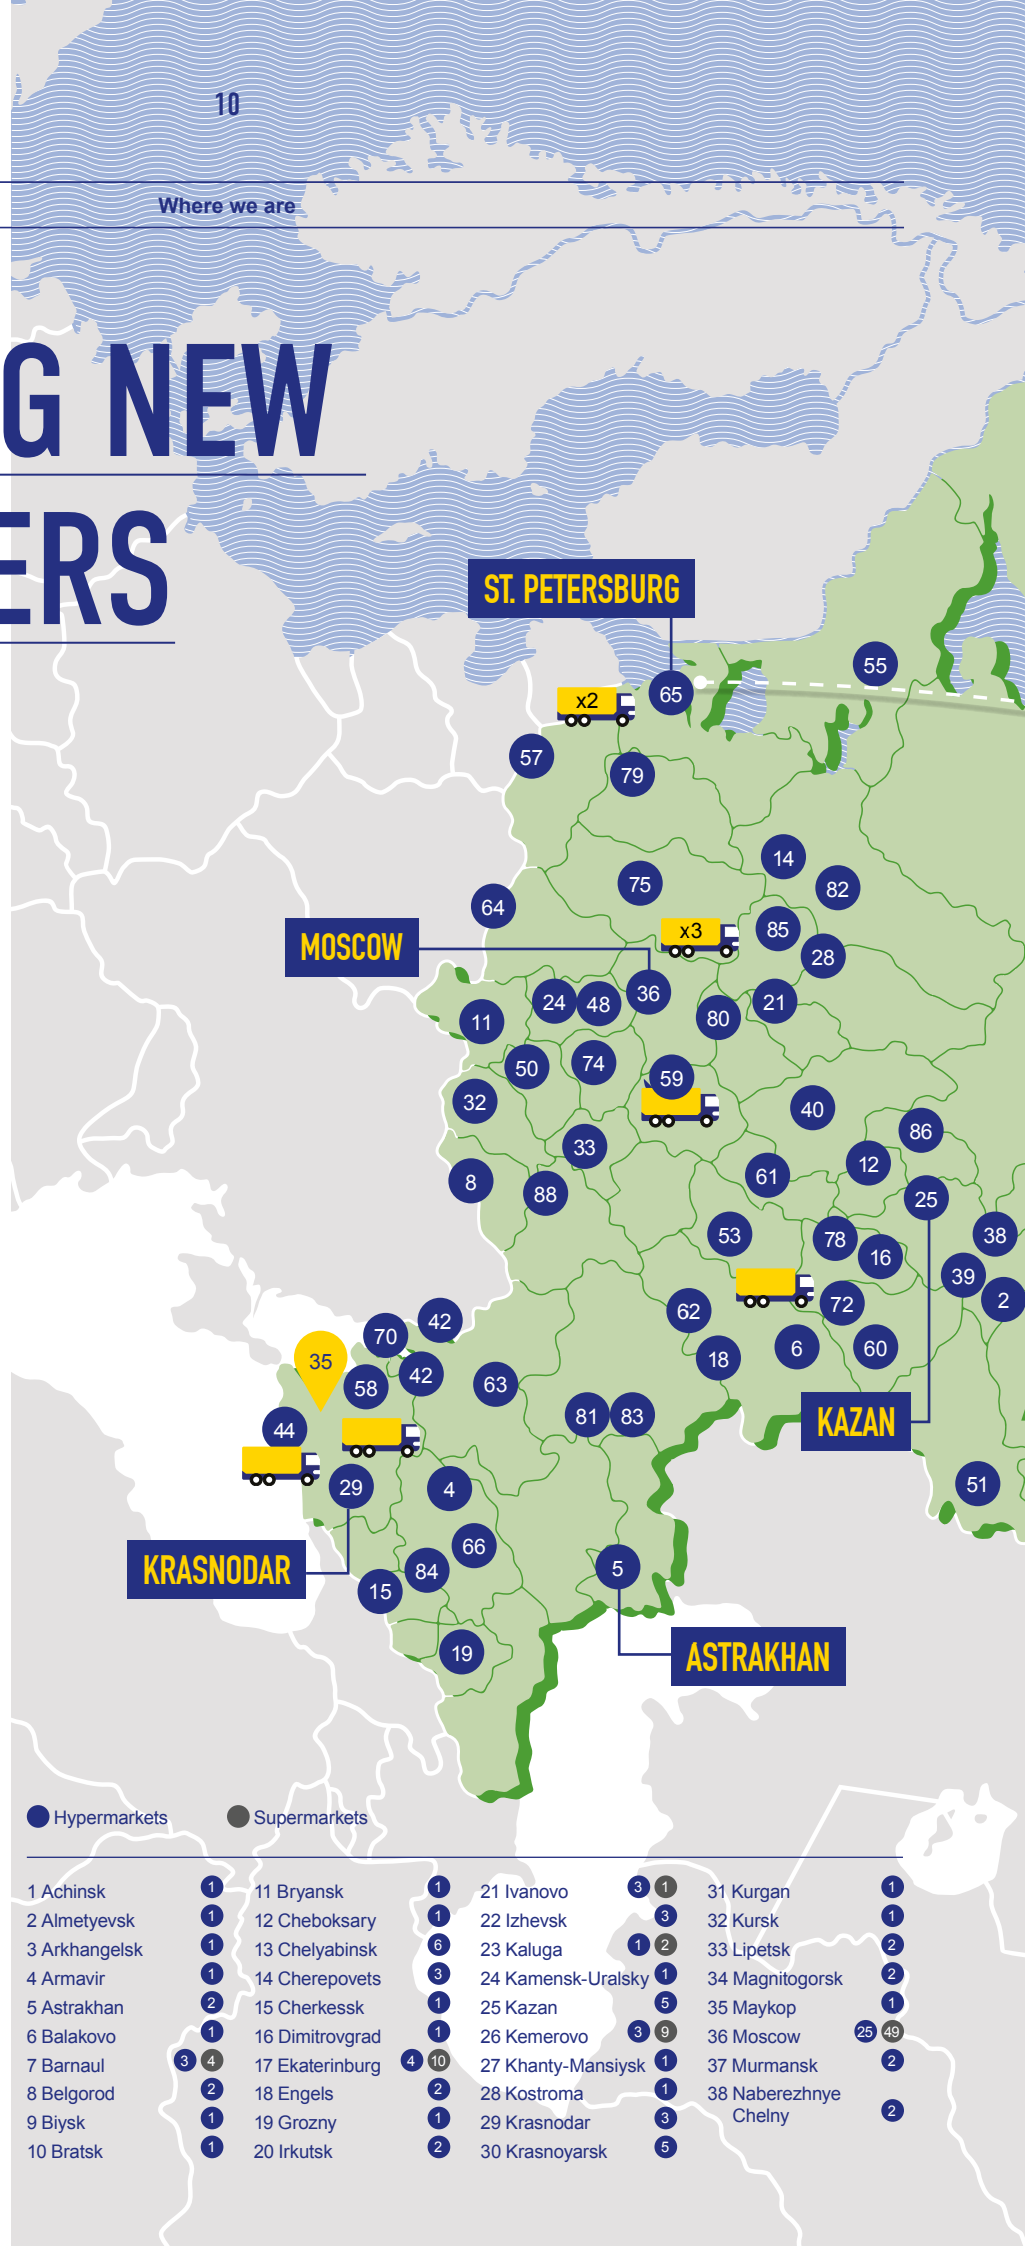 10
Where we are
G NEW
ERS
ST. PETERSBURG
55
65
x2
57
79
14
75
82
64
x3
85
MOSCOW
28
24
48
36
21
11
80
50
74
59
32
40
86
33
12
8
61
88
25
53
78
38
16
39
2
72
62
42
70
6
60
35
18
42
58
63
81
83
KAZAN
44
51
29
4
66
KRASNODAR
84
5
15
ASTRAKHAN
19
Hypermarkets
Supermarkets
1 Achinsk 1
2 Almetyevsk 1
3 Arkhangelsk 1
4 Armavir 1
5 Astrakhan 2
6 Balakovo 1
7 Barnaul 3 4
8 Belgorod 2
9 Biysk 1
10 Bratsk 1
11 Bryansk 1
12 Cheboksary 1
13 Chelyabinsk 6
14 Cherepovets 3
15 Cherkessk 1
16 Dimitrovgrad 1
17 Ekaterinburg 4 10
18 Engels 2
19 Grozny 1
20 Irkutsk 2
21 Ivanovo 3 1
22 Izhevsk 3
23 Kaluga 1 2
24 Kamensk-Uralsky 1
25 Kazan 5
26 Kemerovo 3 9
27 Khanty-Mansiysk 1
28 Kostroma 1
29 Krasnodar 3
30 Krasnoyarsk 5
31 Kurgan 1
32 Kursk 1
33 Lipetsk 2
34 Magnitogorsk 2
35 Maykop 1
36 Moscow 25 49
37 Murmansk 2
38 Naberezhnye
Chelny 2